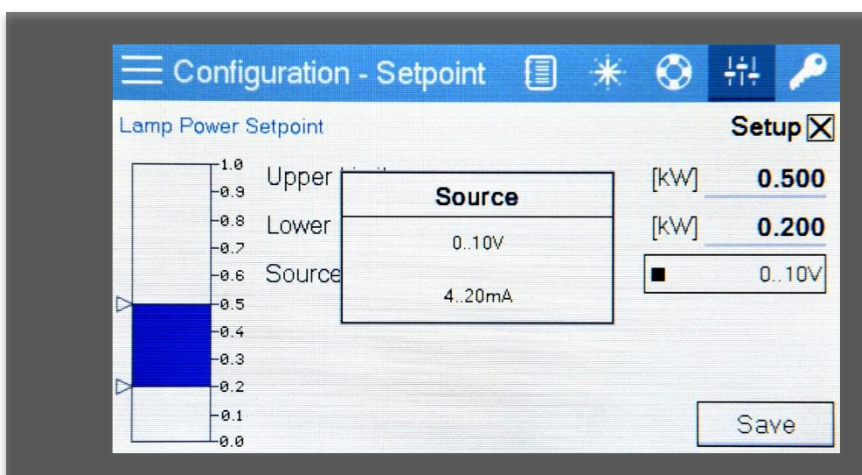 Configuration - Setpoint
Lamp Power Setpoint
Setup
1.0
0.9
0.8
0.7
0.6
0.5
0.4
0.3
0.2
0.1
0.0
Upper [kW] 0.500
Lower [kW] 0.200
Source 0..10V
Source
0..10V
4..20mA
Save